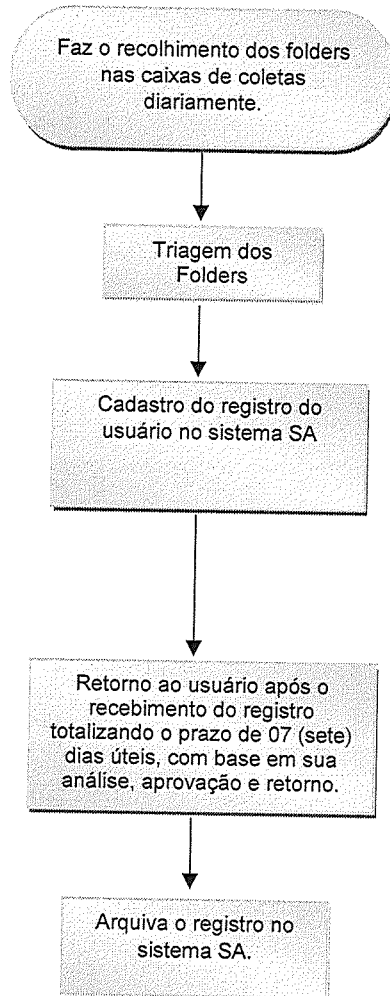 Faz o recolhimento dos folders
nas caixas de coletas
diariamente.
Triagem dos
Folders
Cadastro do registro do
usuário no sistema SA
Retorno ao usuário após o
recebimento do registro
totalizando o prazo de 07 (sete)
dias úteis, com base em sua
análise, aprovação e retorno.
Arquiva o registro no
sistema SA.